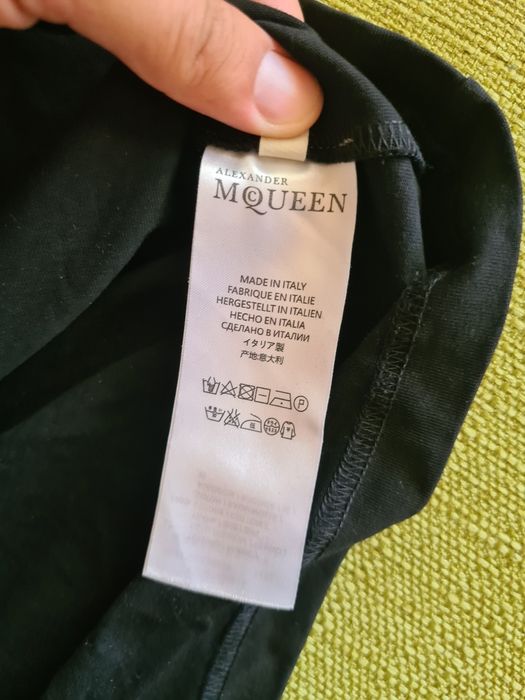 ALEXANDER
McQUEEN
MADE IN ITALY
FABRIQUE EN ITALIE
HERGESTELLT IN ITALIEN
HECHO EN ITALIA
СДЕЛАНО В ИТАЛИИ
イタリア製
产地:意大利